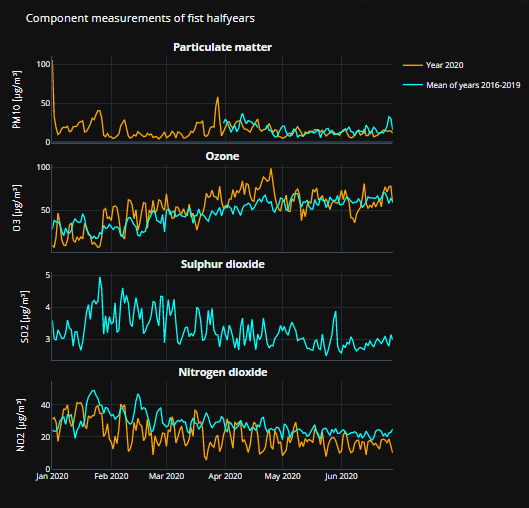 Component measurements of fist halfyears
Particulate matter
Year 2020
Mean of years 2016-2019
PM10 [μg/m³]
100
50
0
Ozone
O3 [μg/m³]
100
50
Sulphur dioxide
SO2 [μg/m³]
5
4
3
Nitrogen dioxide
NO2 [μg/m³]
40
20
0
Jan 2020 Feb 2020 Mar 2020 Apr 2020 May 2020 Jun 2020